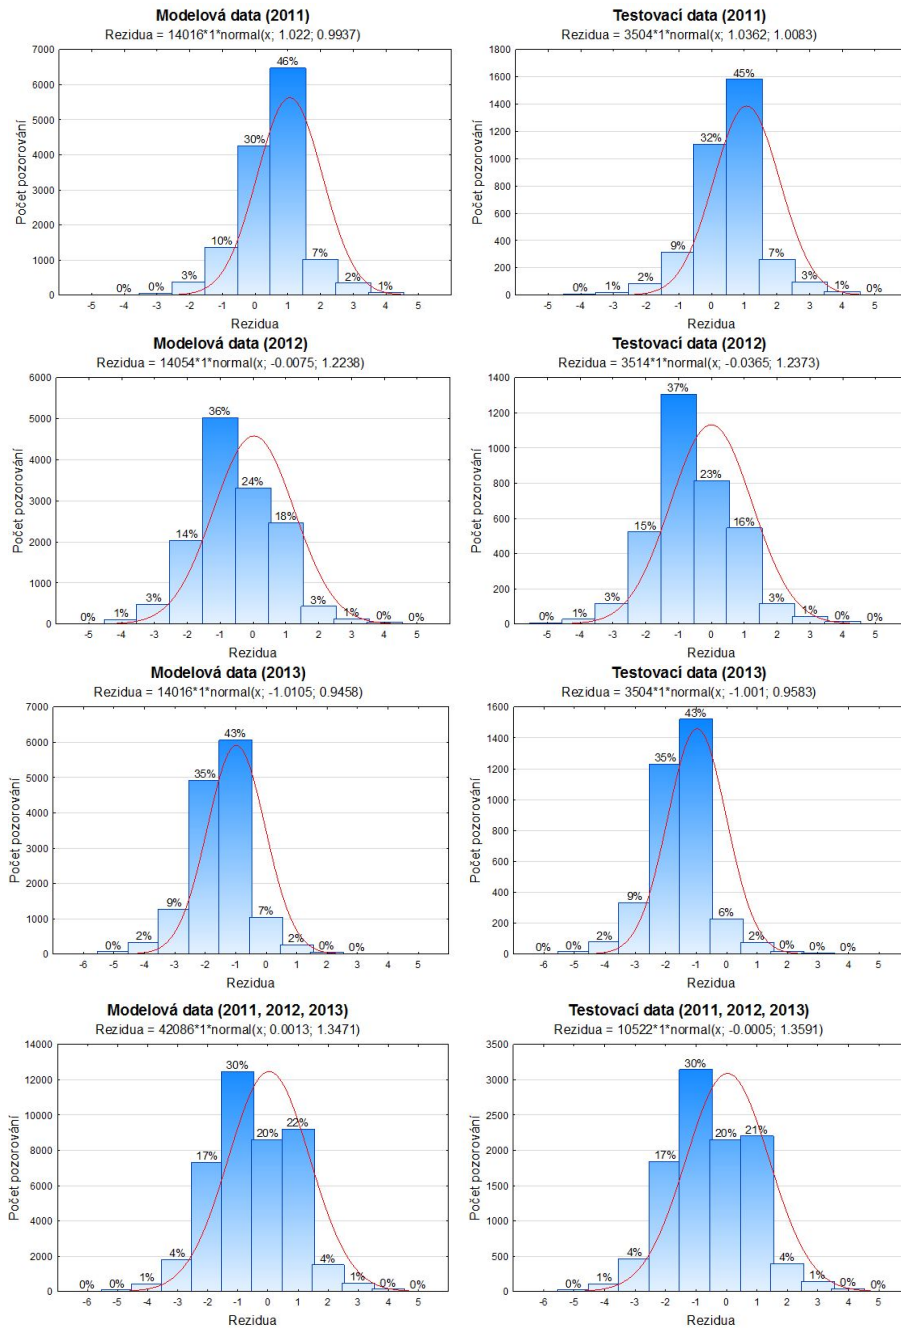 Modelová data (2011)
Rezidua = 14016*1*normal(x; 1.022; 0.9937)
Počet pozorování
7000
6000
5000
4000
3000
2000
1000
0
0% 0% 3% 10% 30% 46% 7% 2% 1%
-5 -4 -3 -2 -1 0 1 2 3 4 5
Rezidua
Testovací data (2011)
Rezidua = 3504*1*normal(x; 1.0362; 1.0083)
Počet pozorování
1800
1600
1400
1200
1000
800
600
400
200
0
0% 1% 2% 9% 32% 45% 7% 3% 1% 0%
-5 -4 -3 -2 -1 0 1 2 3 4 5
Rezidua
Modelová data (2012)
Rezidua = 14054*1*normal(x; -0.0075; 1.2238)
Počet pozorování
6000
5000
4000
3000
2000
1000
0
0% 1% 3% 14% 36% 24% 18% 3% 1% 0% 0%
-5 -4 -3 -2 -1 0 1 2 3 4 5
Rezidua
Testovací data (2012)
Rezidua = 3514*1*normal(x; -0.0365; 1.2373)
Počet pozorování
1400
1200
1000
800
600
400
200
0
0% 1% 3% 15% 37% 23% 16% 3% 1% 0% 0%
-5 -4 -3 -2 -1 0 1 2 3 4 5
Rezidua
Modelová data (2013)
Rezidua = 14016*1*normal(x; -1.0105; 0.9458)
Počet pozorování
7000
6000
5000
4000
3000
2000
1000
0
0% 2% 9% 35% 43% 7% 2% 0% 0%
-6 -5 -4 -3 -2 -1 0 1 2 3 4 5
Rezidua
Testovací data (2013)
Rezidua = 3504*1*normal(x; -1.001; 0.9583)
Počet pozorování
1600
1400
1200
1000
800
600
400
200
0
0% 0% 2% 9% 35% 43% 6% 2% 0% 0% 0%
-6 -5 -4 -3 -2 -1 0 1 2 3 4 5
Rezidua
Modelová data (2011, 2012, 2013)
Rezidua = 42086*1*normal(x; 0.0013; 1.3471)
Počet pozorování
14000
12000
10000
8000
6000
4000
2000
0
0% 0% 1% 4% 17% 30% 20% 22% 4% 1% 0% 0%
-6 -5 -4 -3 -2 -1 0 1 2 3 4 5
Rezidua
Testovací data (2011, 2012, 2013)
Rezidua = 10522*1*normal(x; -0.0005; 1.3591)
Počet pozorování
3500
3000
2500
2000
1500
1000
500
0
0% 1% 4% 17% 30% 20% 21% 4% 1% 0% 0%
-6 -5 -4 -3 -2 -1 0 1 2 3 4 5
Rezidua